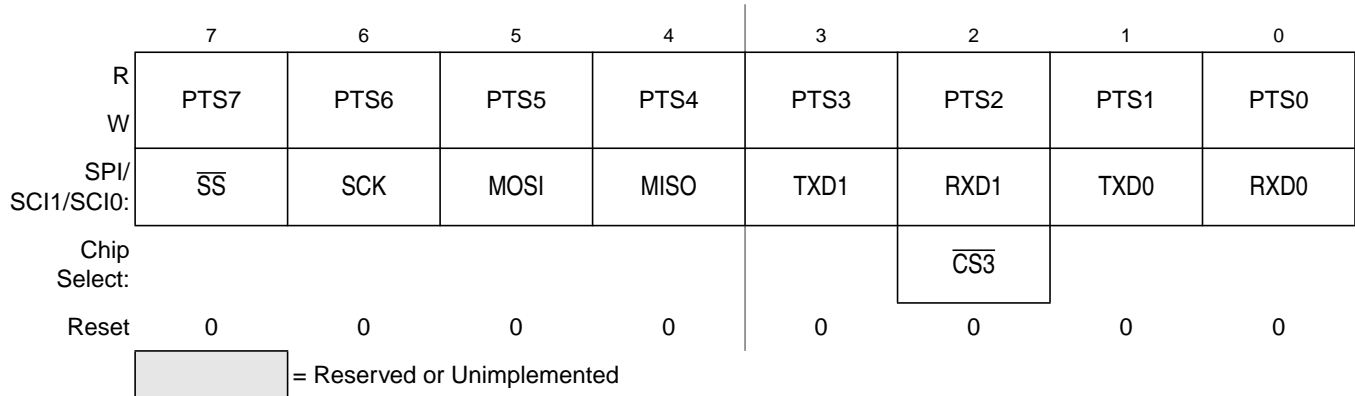 7 6 5 4 3 2 1 0
R
W
PTS7 PTS6 PTS5 PTS4 PTS3 PTS2 PTS1 PTS0
SPI/
SCI1/SCI0:
S̅S̅ SCK MOSI MISO TXD1 RXD1 TXD0 RXD0
Chip
Select:
C̅S̅3̅
Reset 0 0 0 0 0 0 0 0
= Reserved or Unimplemented